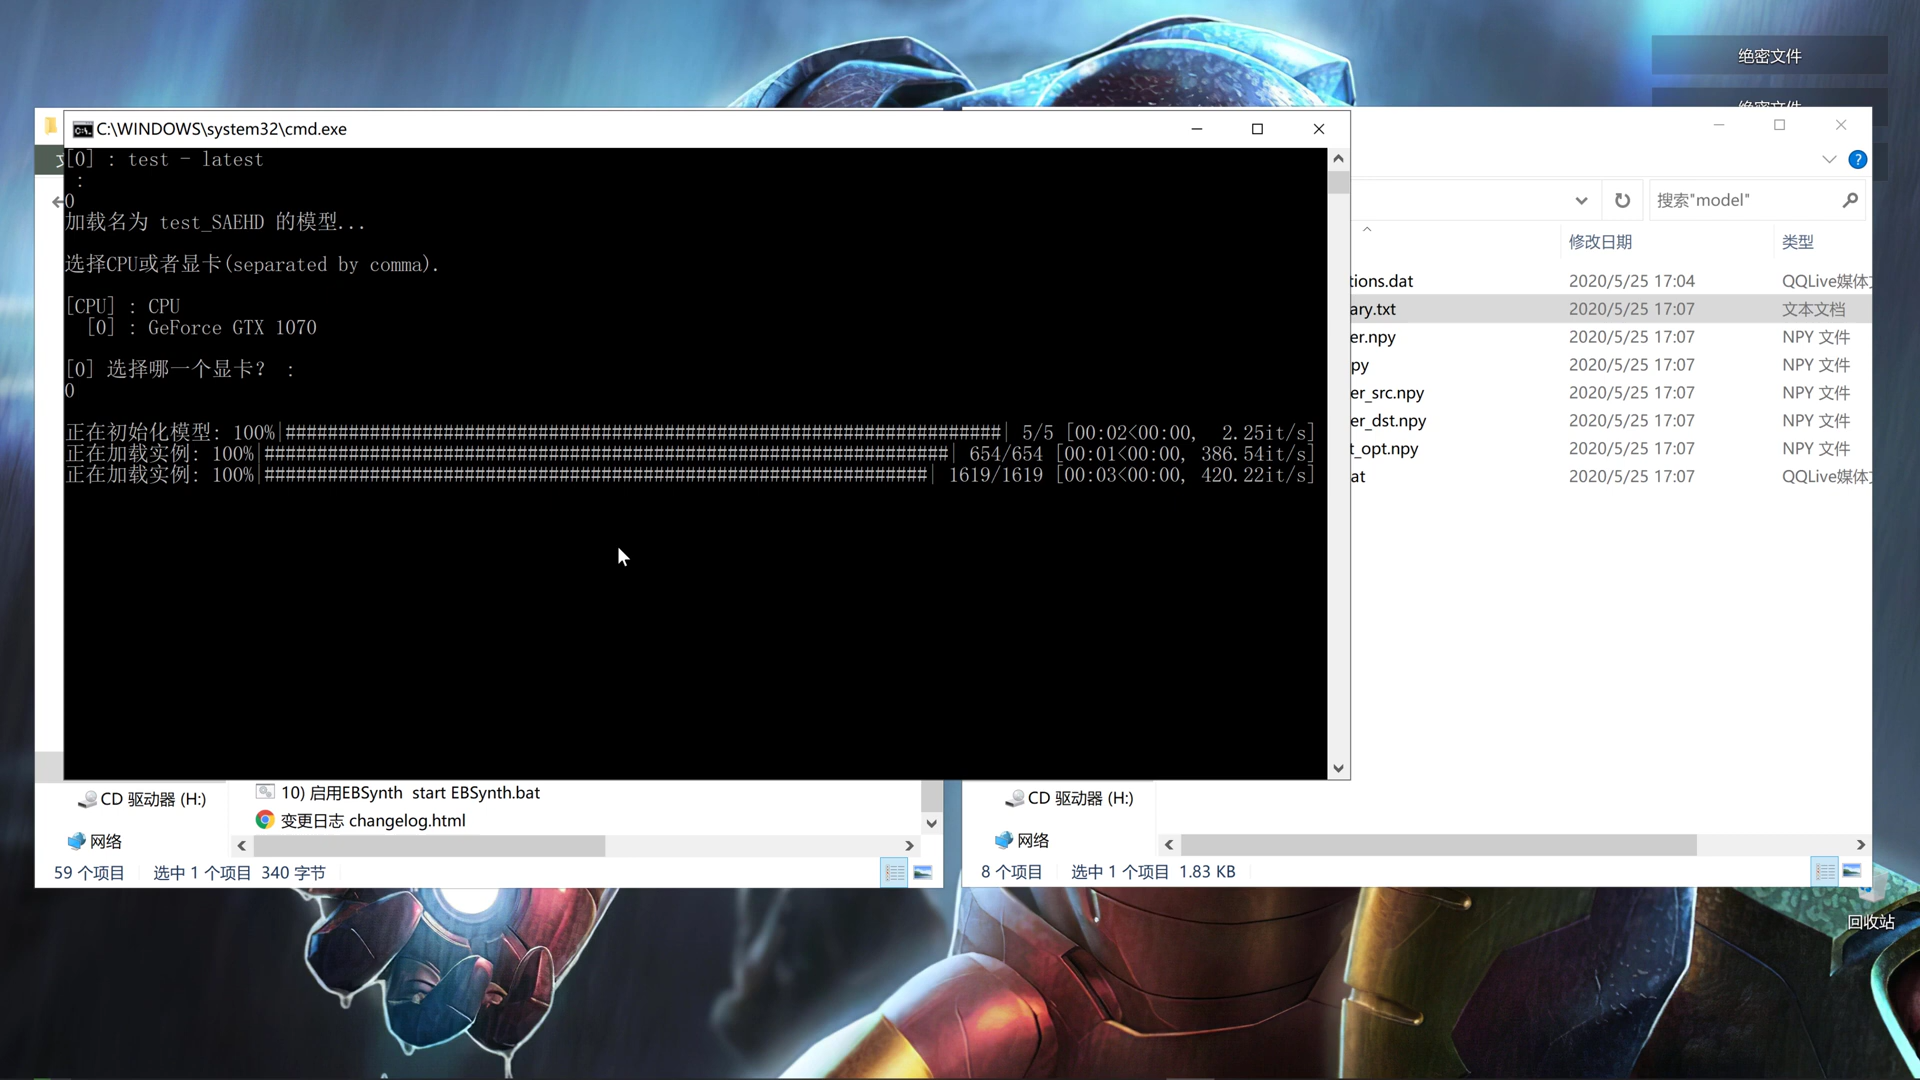 绝密文件
绝密文件
C:\WINDOWS\system32\cmd.exe
[0] : test - latest
:
0
加载名为 test_SAEHD 的模型...
选择CPU或者显卡(separated by comma).
[CPU] : CPU
[0] : GeForce GTX 1070
[0] 选择哪一个显卡? :
0
正在初始化模型: 100%|####################################################################| 5/5 [00:02<00:00, 2.25it/s]
正在加载实例: 100%|#################################################################| 654/654 [00:01<00:00, 386.54it/s]
正在加载实例: 100%|###############################################################| 1619/1619 [00:03<00:00, 420.22it/s]
搜索"model"
修改日期 类型
tions.dat 2020/5/25 17:04 QQLive媒体
ary.txt 2020/5/25 17:07 文本文档
er.npy 2020/5/25 17:07 NPY 文件
py 2020/5/25 17:07 NPY 文件
er_src.npy 2020/5/25 17:07 NPY 文件
er_dst.npy 2020/5/25 17:07 NPY 文件
t_opt.npy 2020/5/25 17:07 NPY 文件
at 2020/5/25 17:07 QQLive媒体
CD 驱动器 (H:)
网络
10) 启用EBSynth start EBSynth.bat
变更日志 changelog.html
59 个项目 选中 1 个项目 340 字节
CD 驱动器 (H:)
网络
8 个项目 选中 1 个项目 1.83 KB
回收站